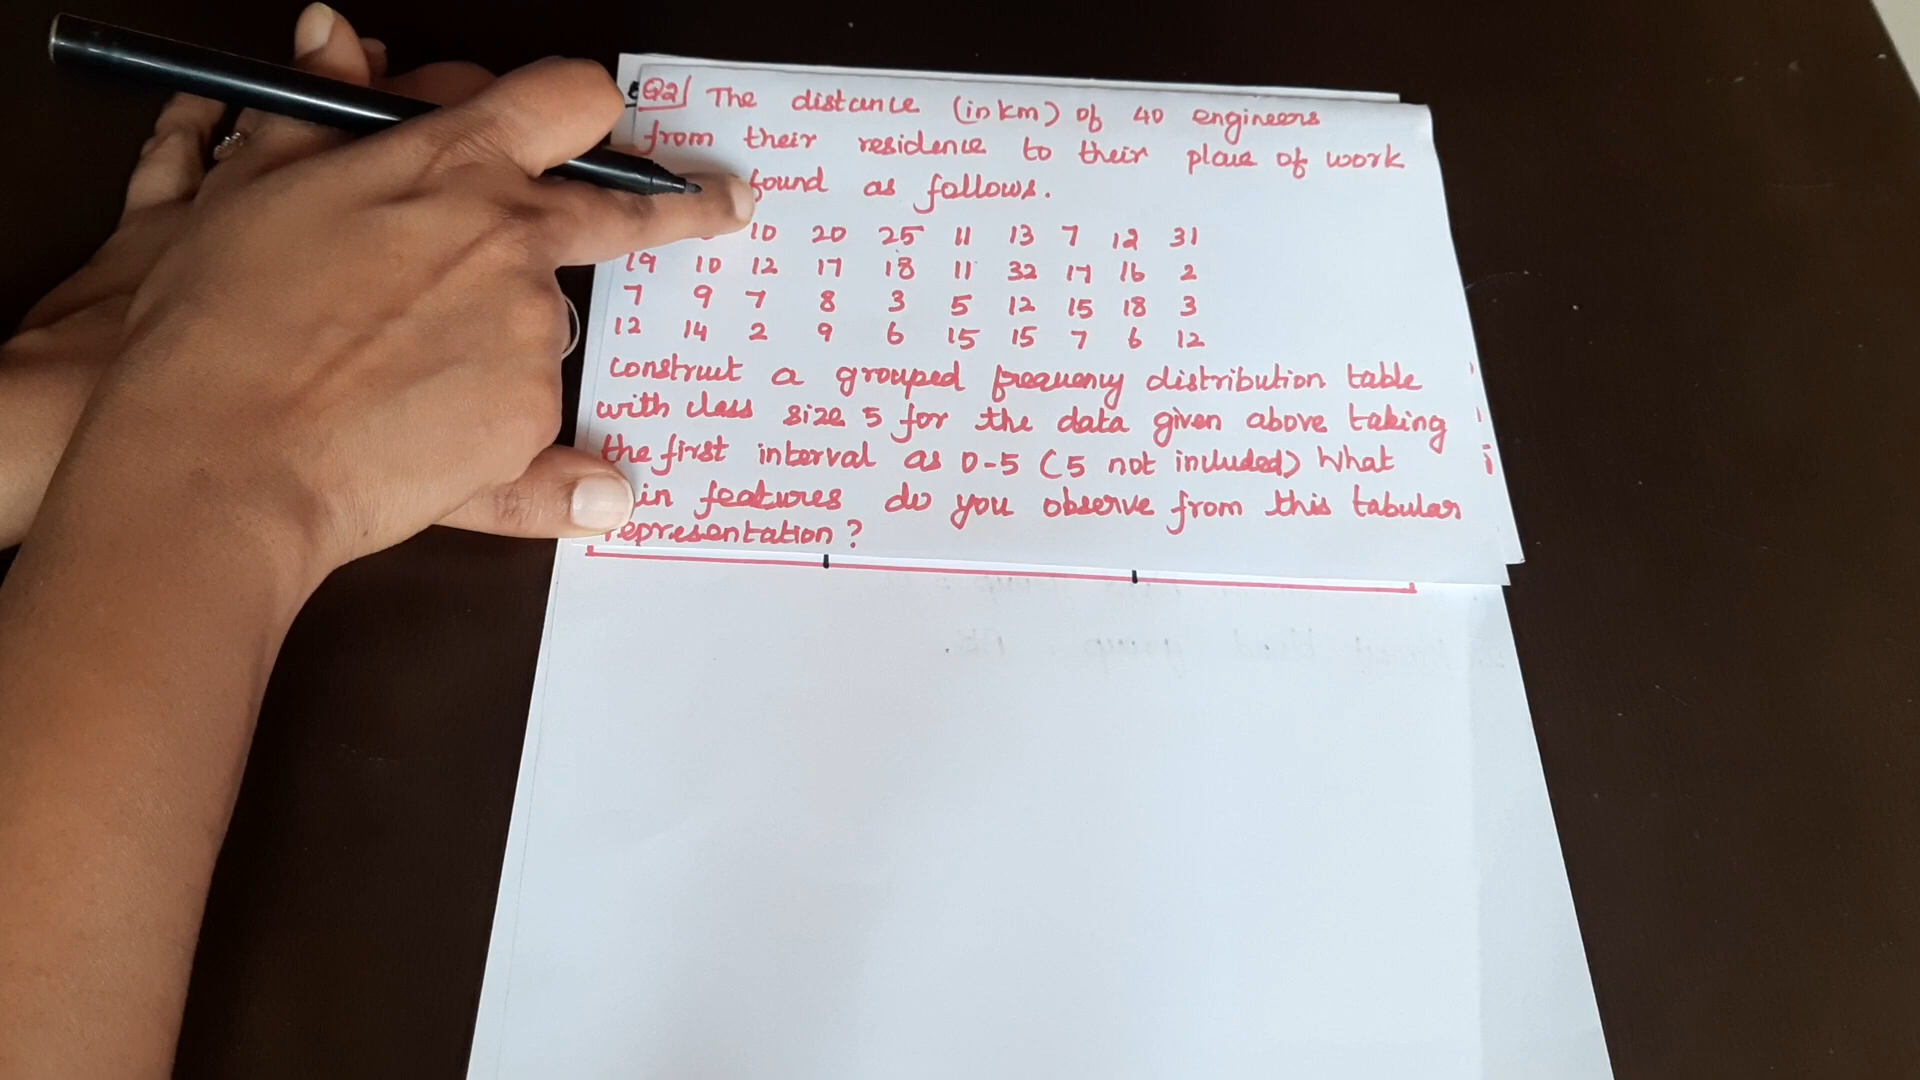 Q2 The distance (in km) of 40 engineers
from their residence to their place of work
found as follows.
10 20 25 11 13 7 12 31
19 10 12 17 18 11 32 17 16 2
7 9 7 8 3 5 12 15 18 3
12 14 2 9 6 15 15 7 6 12
construct a grouped frequency distribution table
with class size 5 for the data given above taking
the first interval as 0-5 (5 not included) What
in features do you observe from this tabular
representation?